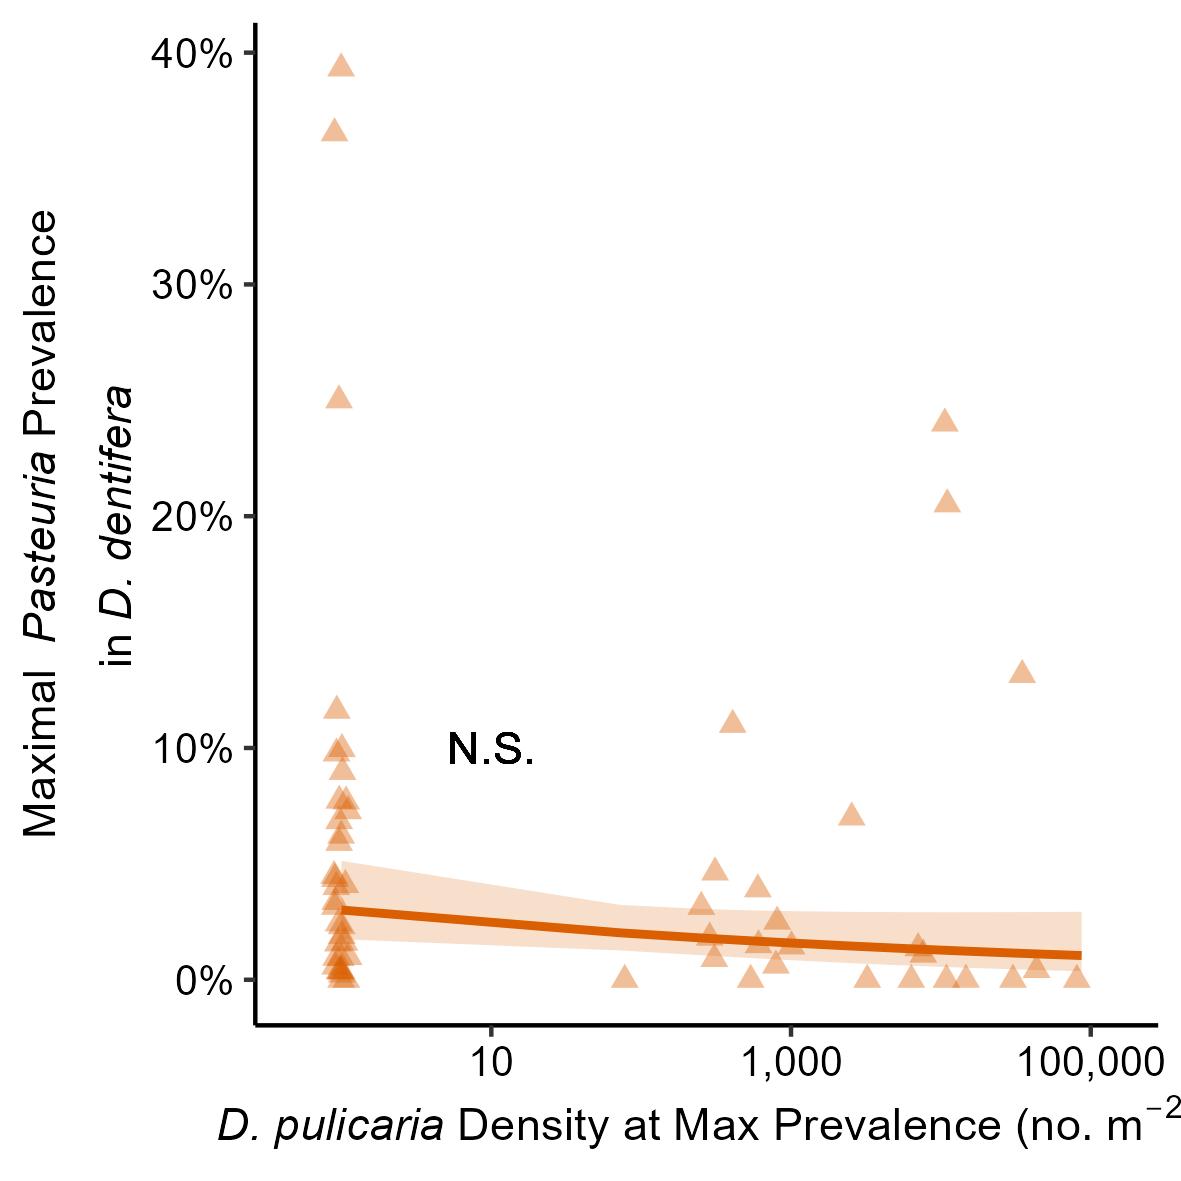 Maximal Pasteuria Prevalence
in D. dentifera
40%
30%
20%
10%
0%
N.S.
10
1,000
100,000
D. pulicaria Density at Max Prevalence (no. m⁻²